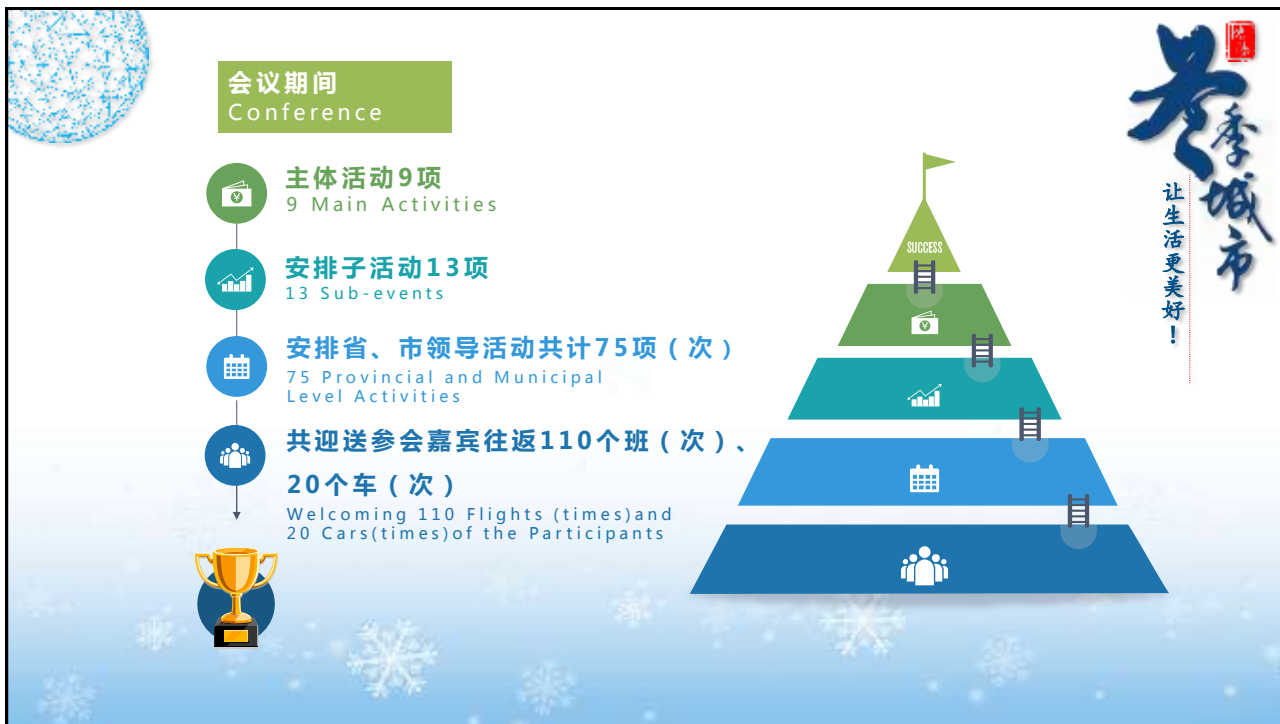 会议期间
Conference
主体活动9项
9 Main Activities
安排子活动13项
13 Sub-events
安排省、市领导活动共计75项（次）
75 Provincial and Municipal
Level Activities
共迎送参会嘉宾往返110个班（次）、
20个车（次）
Welcoming 110 Flights (times)and
20 Cars(times)of the Participants
SUCCESS
冬季城市
让生活更美好！